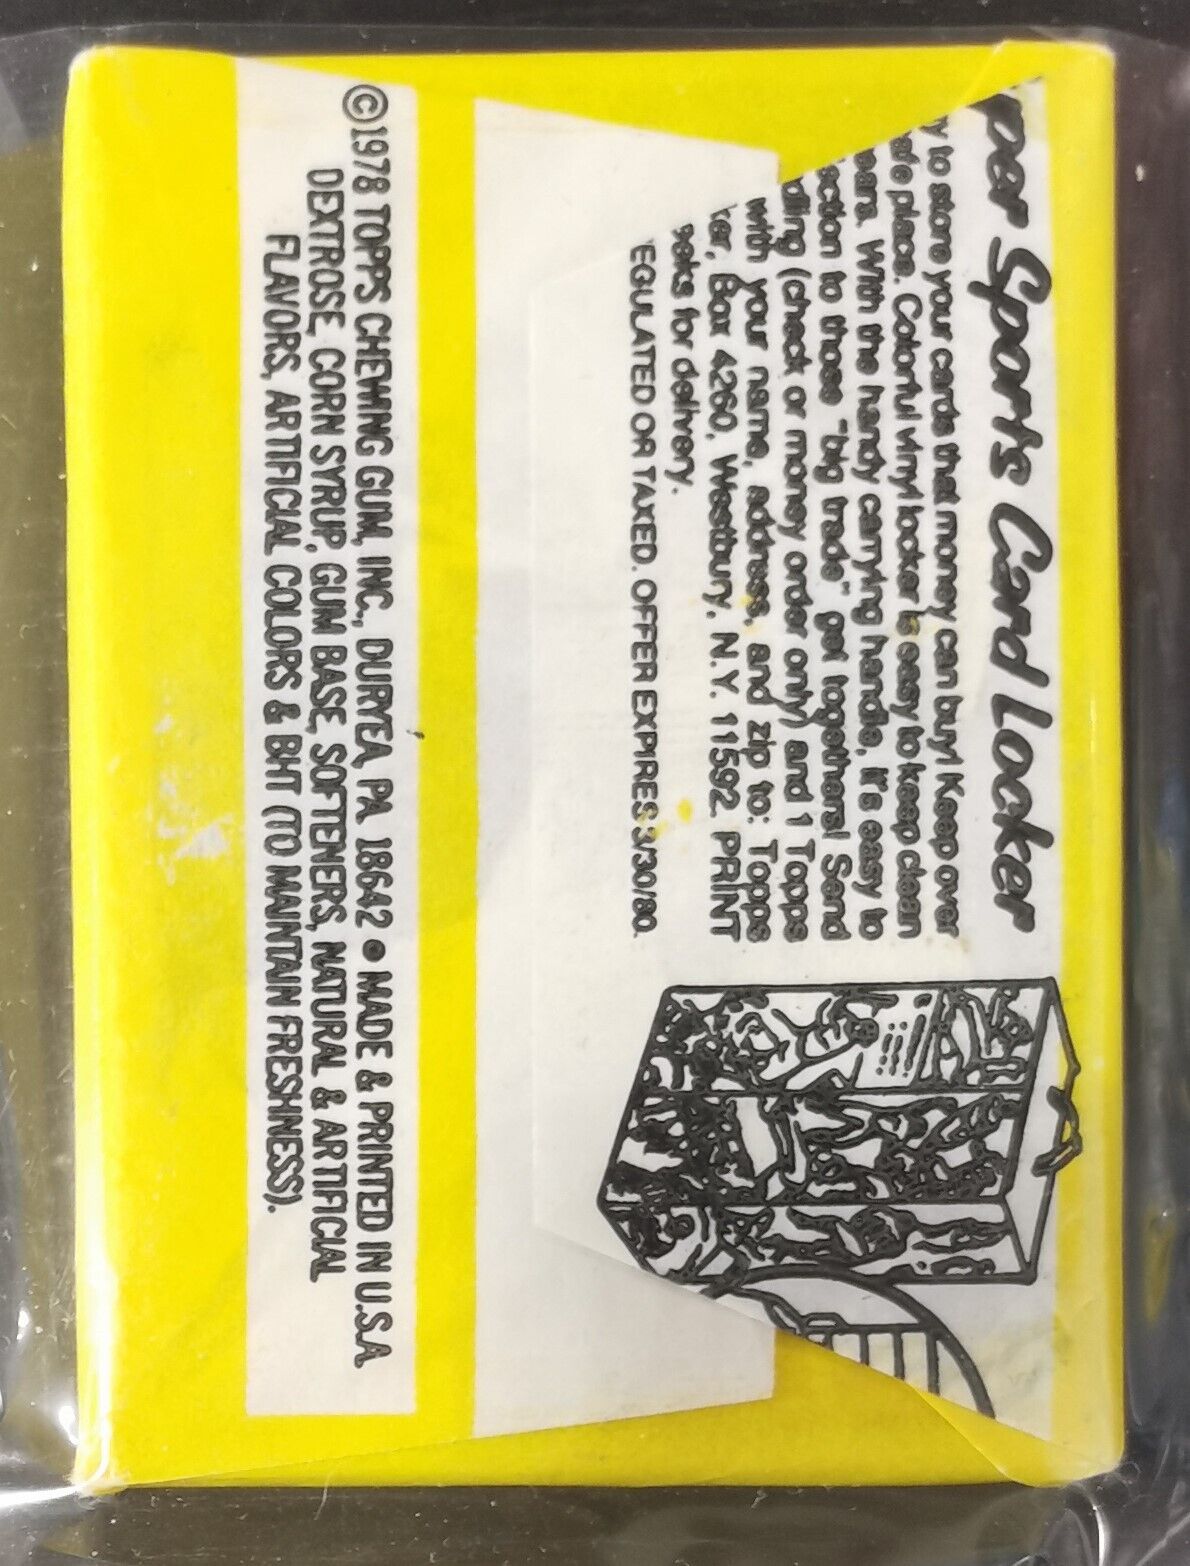 per Sports Card Locker
y to store your cards that money can buy! Keep over
afe place. Colorful vinyl locker is easy to keep clean
ears. With the handy carrying handle, it's easy to
ection to those "big trade" get togethers! Send
dling (check or money order only) and 1 Topps
with your name, address, and zip to: Topps
ker, Box 4260, Westbury, N.Y. 11592. PRINT
eeks for delivery.
EGULATED OR TAXED. OFFER EXPIRES 3/30/80.
©1978 TOPPS CHEWING GUM, INC., DURYEA, PA. 18642 • MADE & PRINTED IN U.S.A.
DEXTROSE, CORN SYRUP, GUM BASE, SOFTENERS, NATURAL & ARTIFICIAL
FLAVORS, ARTIFICIAL COLORS & BHT (TO MAINTAIN FRESHNESS).